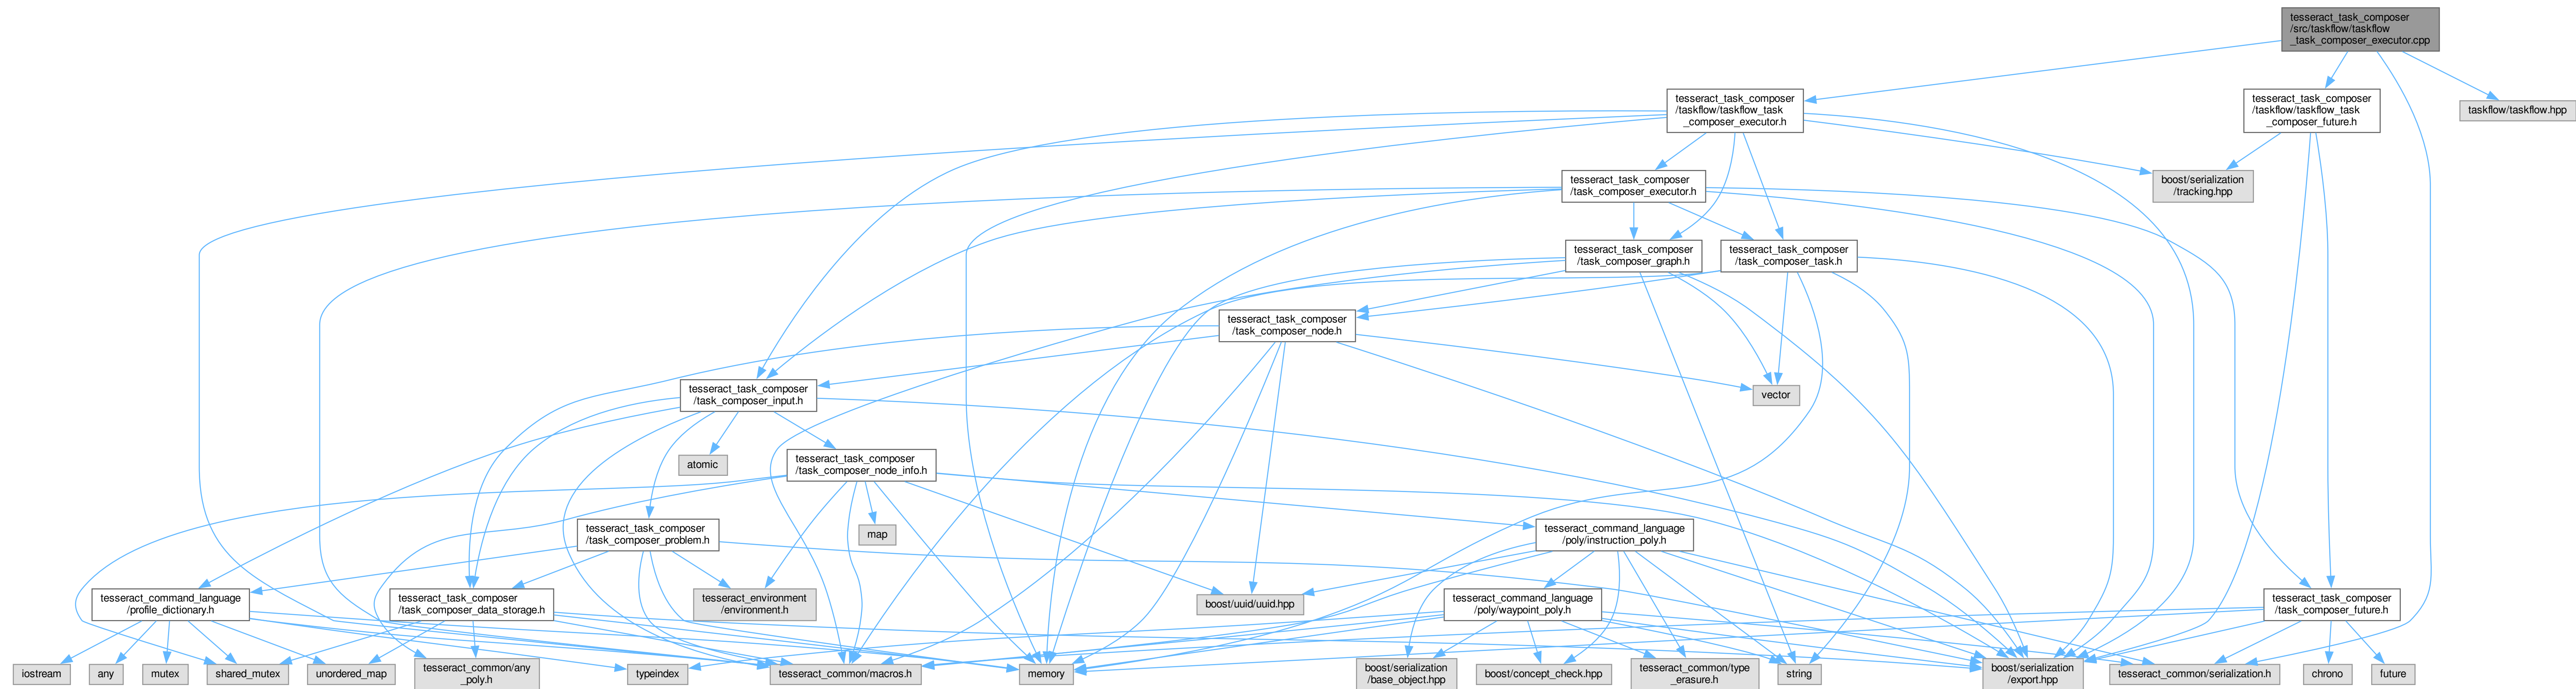 tesseract_task_composer
/src/taskflow/taskflow
_task_composer_executor.cpp
tesseract_task_composer
/taskflow/taskflow_task
_composer_executor.h
tesseract_task_composer
/taskflow/taskflow_task
_composer_future.h
taskflow/taskflow.hpp
tesseract_task_composer
/task_composer_executor.h
boost/serialization
/tracking.hpp
tesseract_task_composer
/task_composer_graph.h
tesseract_task_composer
/task_composer_task.h
tesseract_task_composer
/task_composer_node.h
tesseract_task_composer
/task_composer_input.h
vector
atomic
tesseract_task_composer
/task_composer_node_info.h
tesseract_task_composer
/task_composer_problem.h
map
tesseract_command_language
/poly/instruction_poly.h
tesseract_command_language
/profile_dictionary.h
tesseract_task_composer
/task_composer_data_storage.h
tesseract_environment
/environment.h
boost/uuid/uuid.hpp
tesseract_command_language
/poly/waypoint_poly.h
tesseract_task_composer
/task_composer_future.h
iostream
any
mutex
shared_mutex
unordered_map
tesseract_common/any
_poly.h
typeindex
tesseract_common/macros.h
memory
boost/serialization
/base_object.hpp
boost/concept_check.hpp
tesseract_common/type
_erasure.h
string
boost/serialization
/export.hpp
tesseract_common/serialization.h
chrono
future